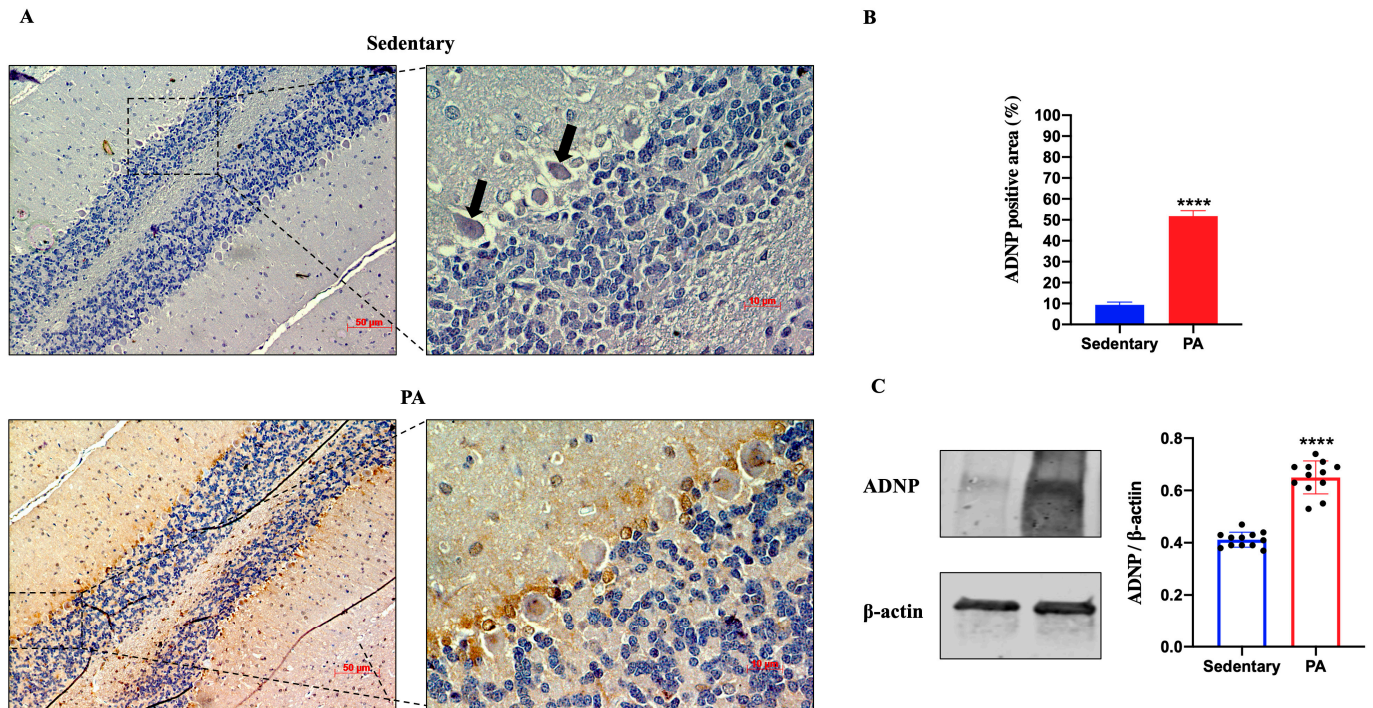 A
Sedentary
50 µm
10 µm
PA
50 µm
10 µm
B
ADNP positive area (%)
100
90
80
70
60
50
40
30
20
10
0
****
Sedentary
PA
C
ADNP
β-actin
ADNP / β-actiin
0.8
0.6
0.4
0.2
0.0
****
Sedentary
PA